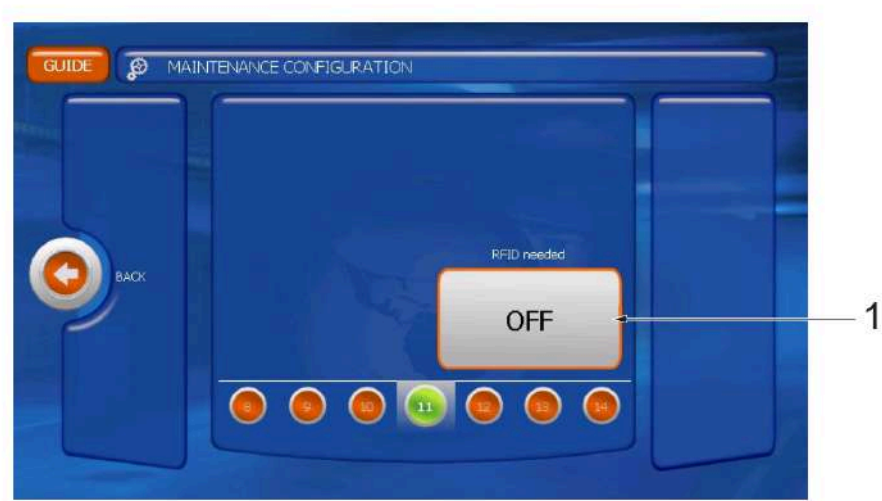 GUIDE
MAINTENANCE CONFIGURATION
RFID needed
BACK
OFF
1
8 9 10 11 12 13 14